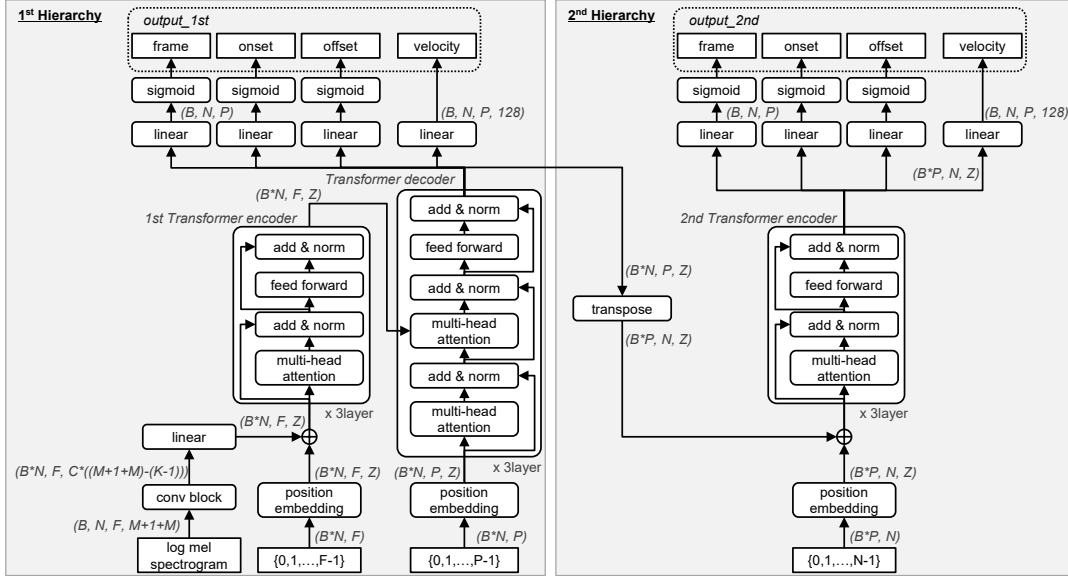 1st Hierarchy
output_1st
frame onset offset velocity
sigmoid sigmoid sigmoid
(B, N, P) (B, N, P, 128)
linear linear linear linear
Transformer decoder
(B*N, F, Z)
1st Transformer encoder
add & norm
feed forward
add & norm
multi-head
attention
x 3layer
add & norm
feed forward
add & norm
multi-head
attention
add & norm
multi-head
attention
x 3layer
(B*N, F, Z)
linear
(B*N, F, C*((M+1+M)-(K-1)))
conv block
(B, N, F, M+1+M)
log mel
spectrogram
(B*N, F, Z)
position
embedding
(B*N, F)
{0,1,...,F-1}
(B*N, P, Z)
position
embedding
(B*N, P)
{0,1,...,P-1}
2nd Hierarchy
output_2nd
frame onset offset velocity
sigmoid sigmoid sigmoid
(B, N, P) (B, N, P, 128)
linear linear linear linear
(B*P, N, Z)
2nd Transformer encoder
add & norm
feed forward
add & norm
multi-head
attention
x 3layer
(B*N, P, Z)
transpose
(B*P, N, Z)
(B*P, N, Z)
position
embedding
(B*P, N)
{0,1,...,N-1}